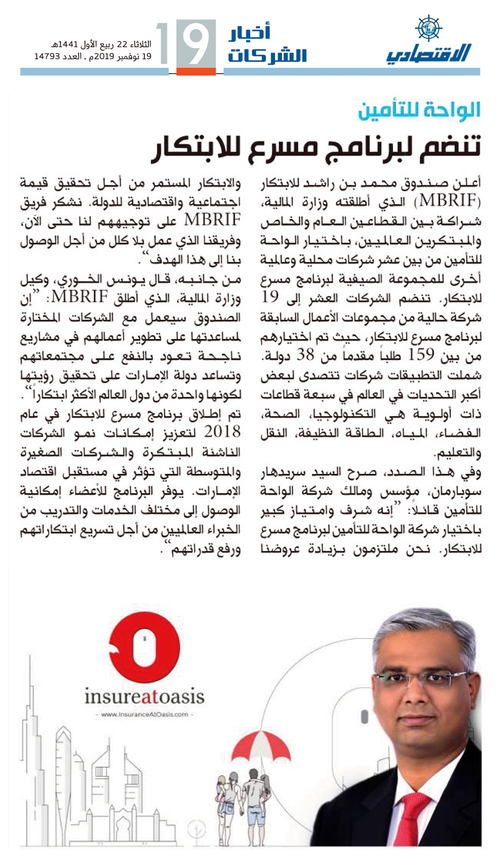 الاقتصادي
أخبار
الشركات
19
الثلاثاء 22 ربيع الأول 1441هـ
19 نوفمبر 2019م ـ العدد 14793
الواحة للتأمين
تنضم لبرنامج مسرع للابتكار
أعلن صندوق محمد بن راشد للابتكار
(MBRIF) الذي أطلقته وزارة المالية،
شراكة بين القطاعين العام والخاص
والمبتكرين العالميين، باختيار الواحة
للتأمين من بين عشر شركات محلية وعالمية
أخرى للمجموعة الصيفية لبرنامج مسرع
للابتكار. تنضم الشركات العشر إلى 19
شركة حالية من مجموعات الأعمال السابقة
لبرنامج مسرع للابتكار، حيث تم اختيارهم
من بين 159 طلباً مقدماً من 38 دولة.
شملت التطبيقات شركات تتصدى لبعض
أكبر التحديات في العالم في سبعة قطاعات
ذات أولوية هي التكنولوجيا، الصحة،
الفضاء، المياه، الطاقة النظيفة، النقل
والتعليم.
وفي هذا الصدد، صرح السيد سريدهار
سوبارمان، مؤسس ومالك شركة الواحة
للتأمين قائلاً: ”إنه شرف وامتياز كبير
باختيار شركة الواحة للتأمين لبرنامج مسرع
للابتكار. نحن ملتزمون بزيادة عروضنا
والابتكار المستمر من أجل تحقيق قيمة
اجتماعية واقتصادية للدولة. نشكر فريق
MBRIF على توجيههم لنا حتى الآن،
وفريقنا الذي عمل بلا كلل من أجل الوصول
بنا إلى هذا الهدف“.
من جانبه، قال يونس الخوري، وكيل
وزارة المالية، الذي أطلق MBRIF: ”إن
الصندوق سيعمل مع الشركات المختارة
لمساعدتها على تطوير أعمالهم في مشاريع
ناجحة تعود بالنفع على مجتمعاتهم
وتساعد دولة الإمارات على تحقيق رؤيتها
لكونها واحدة من دول العالم الأكثر ابتكاراً“.
تم إطلاق برنامج مسرع للابتكار في عام
2018 لتعزيز إمكانات نمو الشركات
الناشئة المبتكرة والشركات الصغيرة
والمتوسطة التي تؤثر في مستقبل اقتصاد
الإمارات. يوفر البرنامج للأعضاء إمكانية
الوصول إلى مختلف الخدمات والتدريب من
الخبراء العالميين من أجل تسريع ابتكاراتهم
ورفع قدراتهم“.
insureatoasis
- www.InsuranceAtOasis.com -